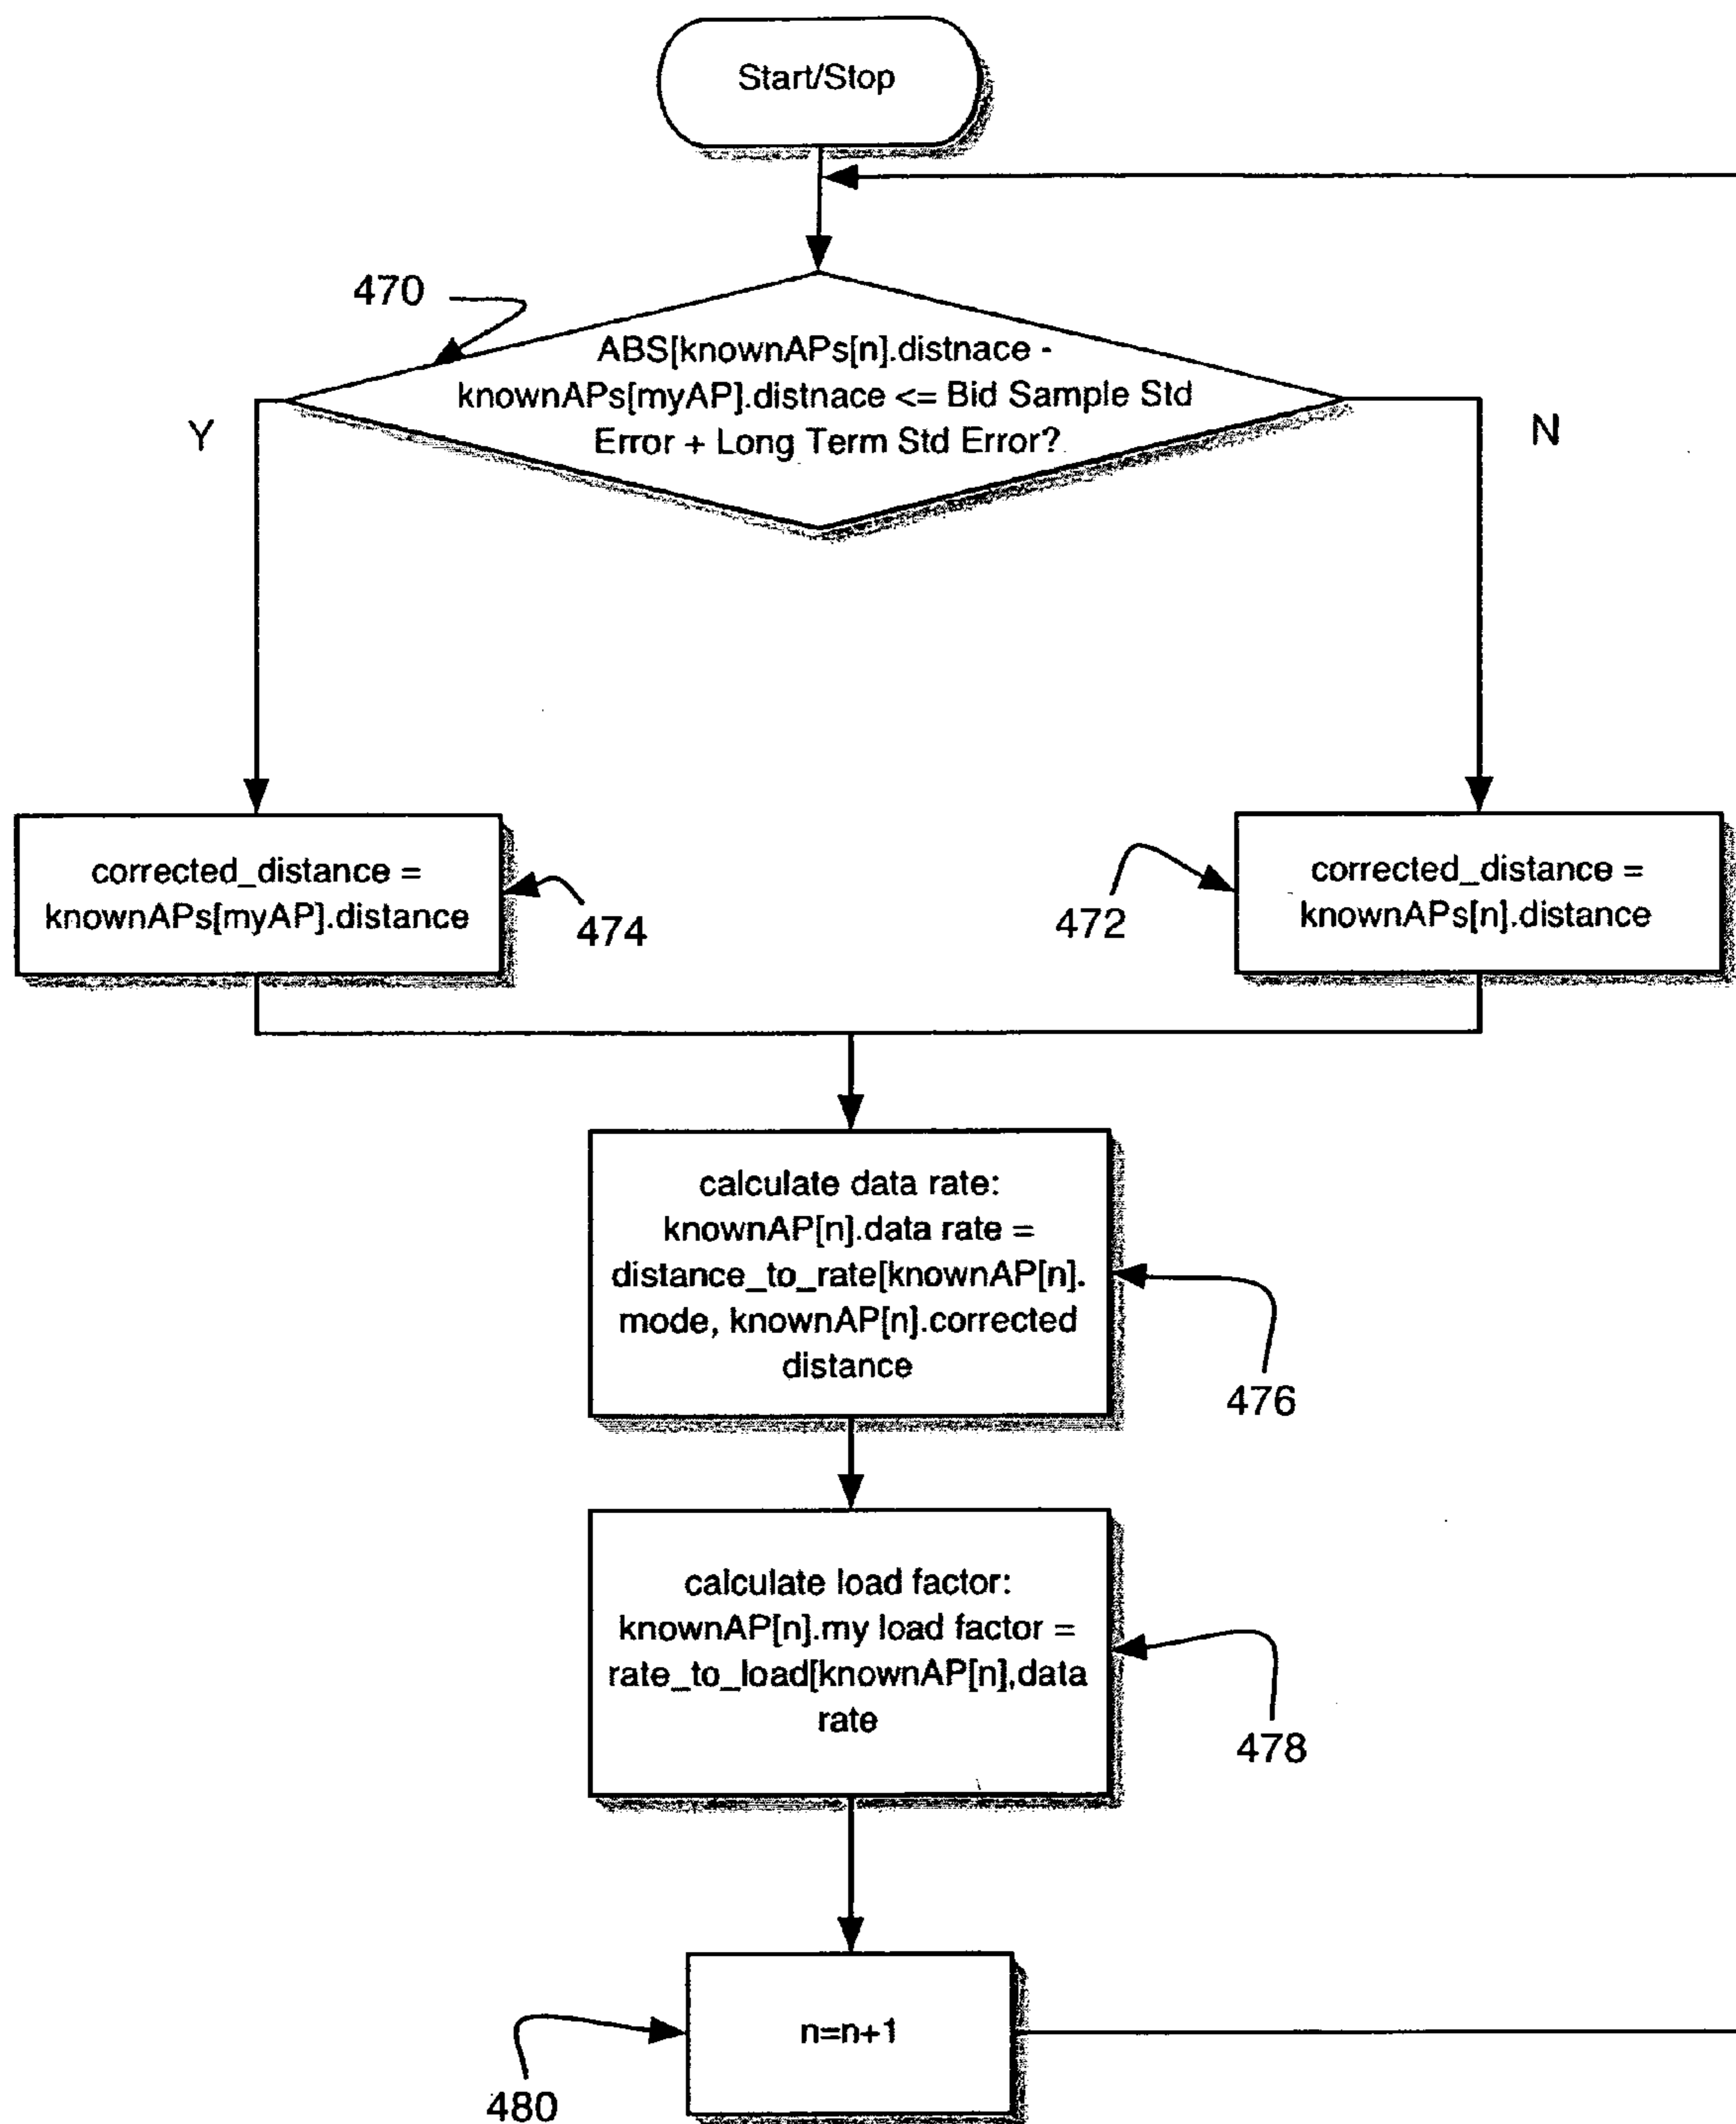 Start/Stop
470
ABS[knownAPs[n].distnace -
knownAPs[myAP].distnace <= Bid Sample Std
Error + Long Term Std Error?
Y
N
corrected_distance =
knownAPs[myAP].distance
474
corrected_distance =
knownAPs[n].distance
472
calculate data rate:
knownAP[n].data rate =
distance_to_rate[knownAP[n].
mode, knownAP[n].corrected
distance
476
calculate load factor:
knownAP[n].my load factor =
rate_to_load[knownAP[n],data
rate
478
n=n+1
480